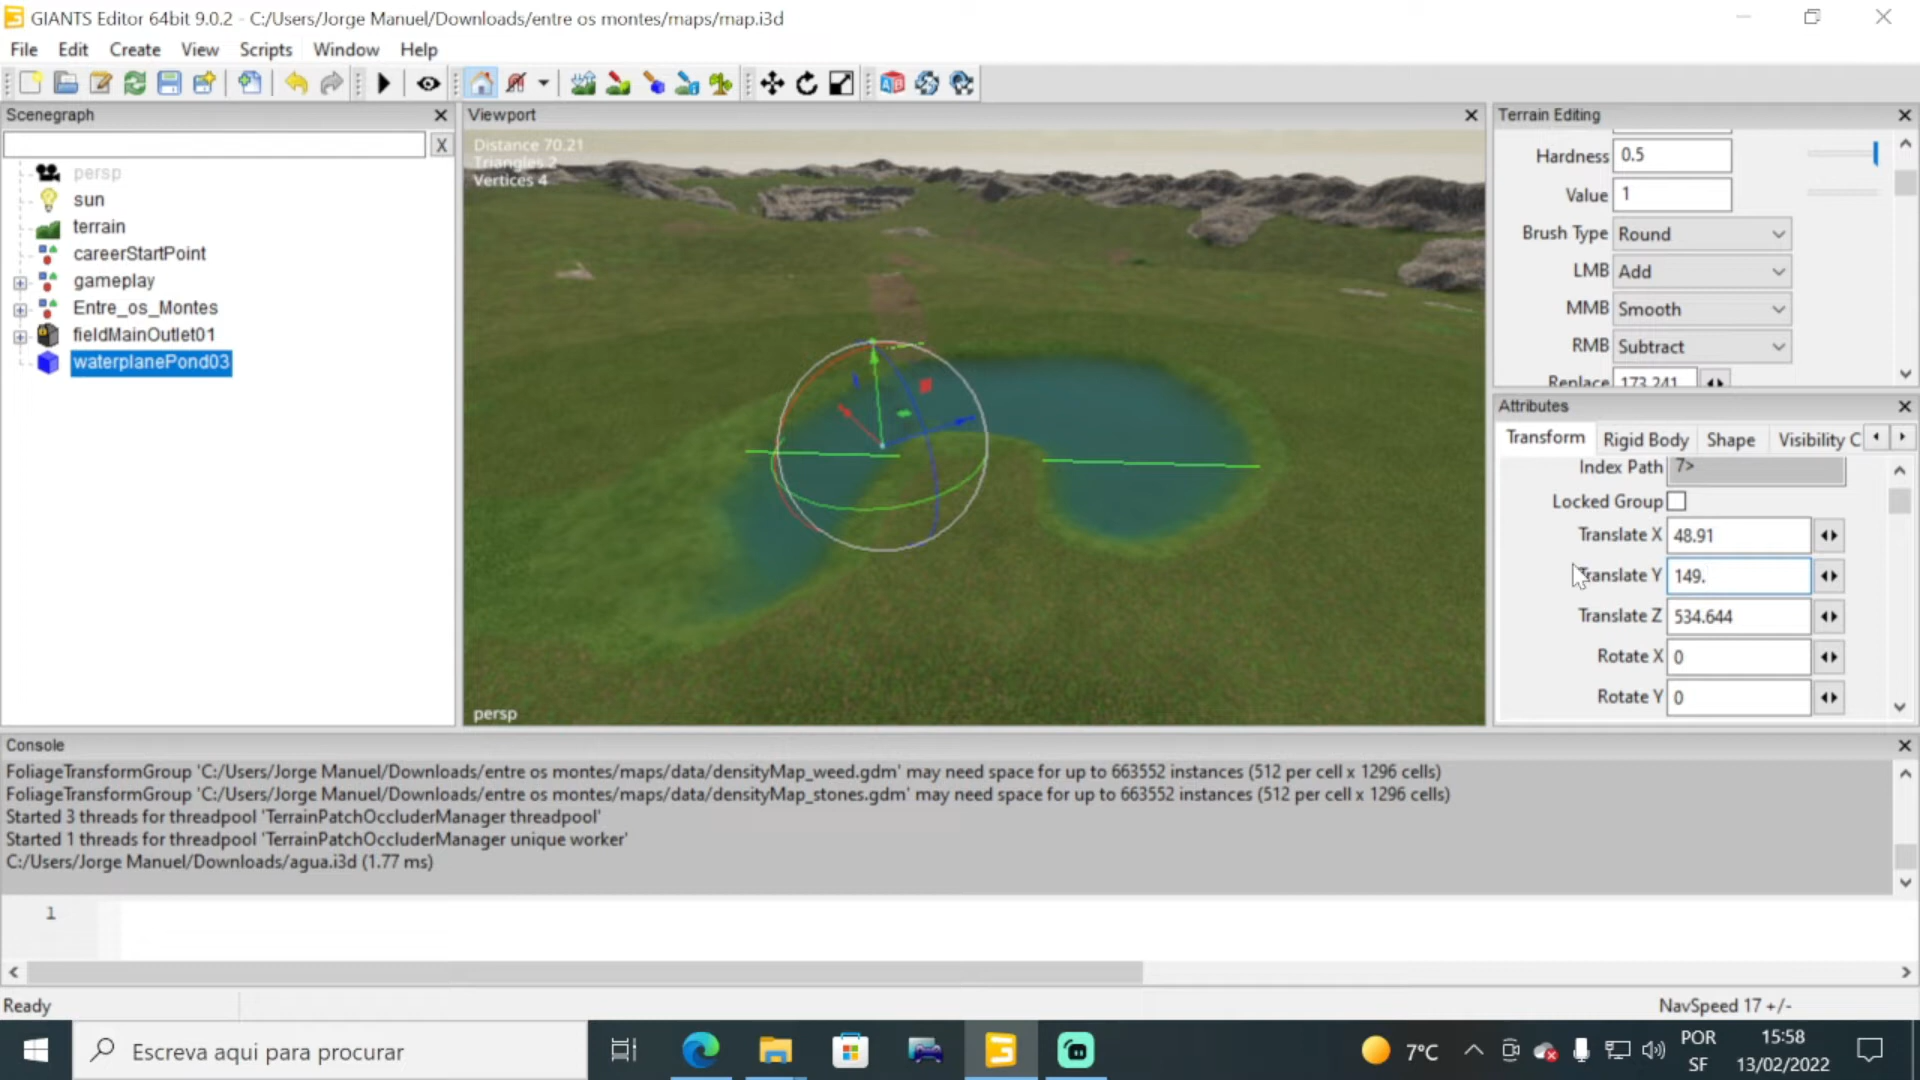 GIANTS Editor 64bit 9.0.2 - C:/Users/Jorge Manuel/Downloads/entre os montes/maps/map.i3d
File Edit Create View Scripts Window Help
Scenegraph
X
persp
sun
terrain
careerStartPoint
gameplay
Entre_os_Montes
fieldMainOutlet01
waterplanePond03
Viewport
Distance 70.21
Triangles 2
Vertices 4
persp
Terrain Editing
Hardness 0.5
Value 1
Brush Type Round
LMB Add
MMB Smooth
RMB Subtract
Replace 173.241
Attributes
Transform Rigid Body Shape Visibility C
Index Path 7>
Locked Group
Translate X 48.91
Translate Y 149.
Translate Z 534.644
Rotate X 0
Rotate Y 0
Console
FoliageTransformGroup 'C:/Users/Jorge Manuel/Downloads/entre os montes/maps/data/densityMap_weed.gdm' may need space for up to 663552 instances (512 per cell x 1296 cells)
FoliageTransformGroup 'C:/Users/Jorge Manuel/Downloads/entre os montes/maps/data/densityMap_stones.gdm' may need space for up to 663552 instances (512 per cell x 1296 cells)
Started 3 threads for threadpool 'TerrainPatchOccluderManager threadpool'
Started 1 threads for threadpool 'TerrainPatchOccluderManager unique worker'
C:/Users/Jorge Manuel/Downloads/agua.i3d (1.77 ms)
1
Ready
NavSpeed 17 +/-
Escreva aqui para procurar
7°C
POR
SF
15:58
13/02/2022